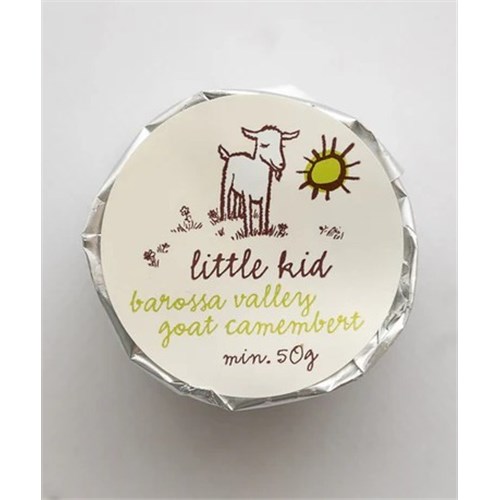 little kid
barossa valley
goat camembert
min. 50g